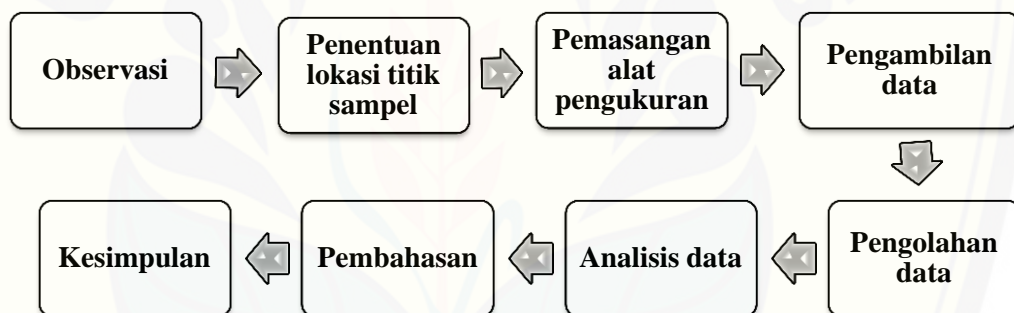 Observasi
Penentuan
lokasi titik
sampel
Pemasangan
alat
pengukuran
Pengambilan
data
Pengolahan
data
Analisis data
Pembahasan
Kesimpulan